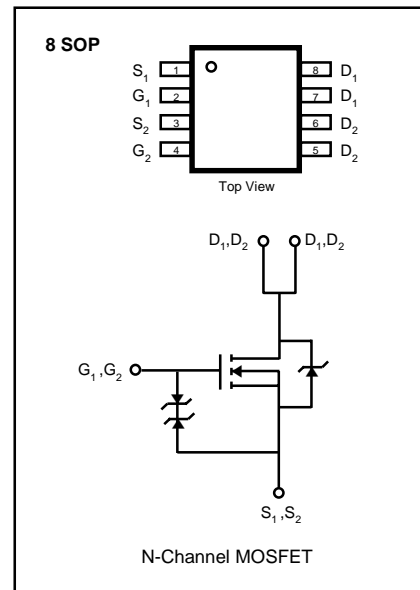 8 SOP
S₁ 1 8 D₁
G₁ 2 7 D₁
S₂ 3 6 D₂
G₂ 4 5 D₂
Top View
D₁,D₂ D₁,D₂
G₁,G₂
S₁,S₂
N-Channel MOSFET